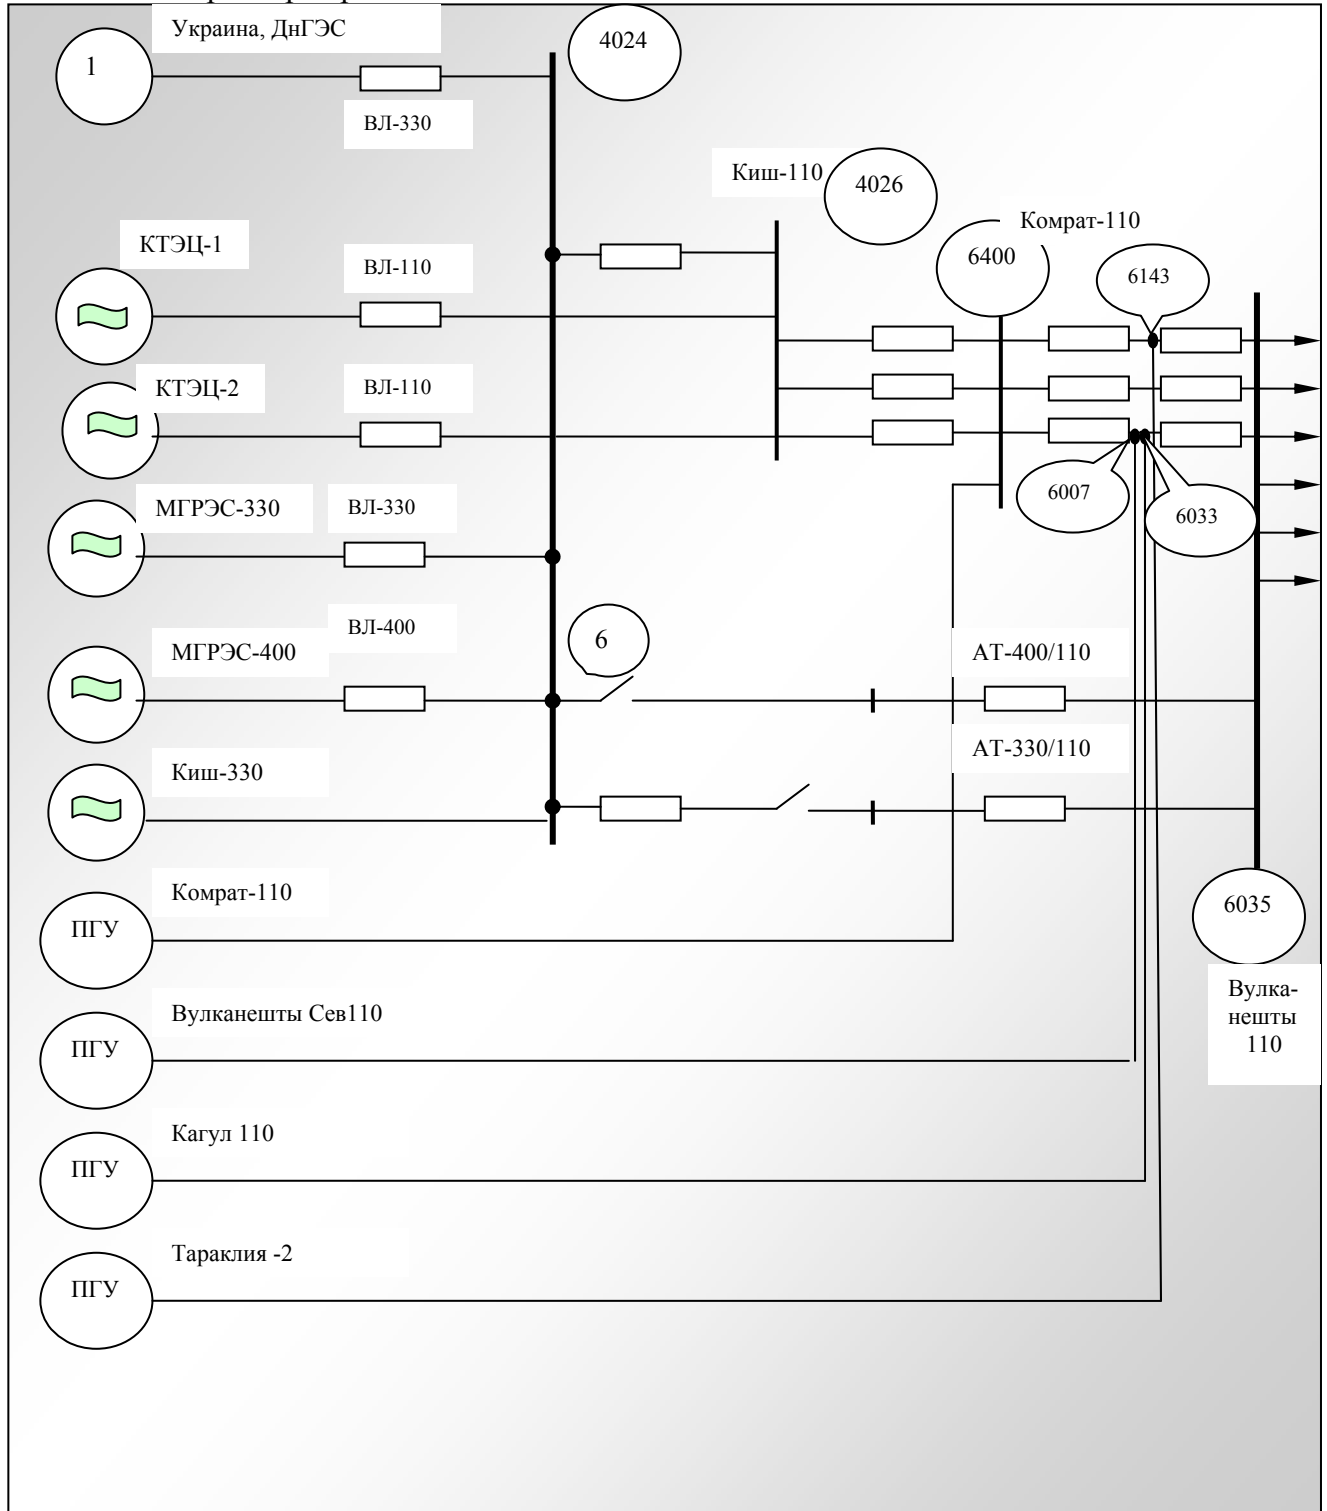 Украина, ДнГЭС
4024
1
ВЛ-330
Киш-110
4026
Комрат-110
КТЭЦ-1
ВЛ-110
6400
6143
КТЭЦ-2
ВЛ-110
МГРЭС-330
ВЛ-330
6007
6033
МГРЭС-400
ВЛ-400
6
АТ-400/110
Киш-330
АТ-330/110
Комрат-110
ПГУ
6035
Вулка-
нешты
110
Вулканешты Сев110
ПГУ
Кагул 110
ПГУ
Тараклия -2
ПГУ